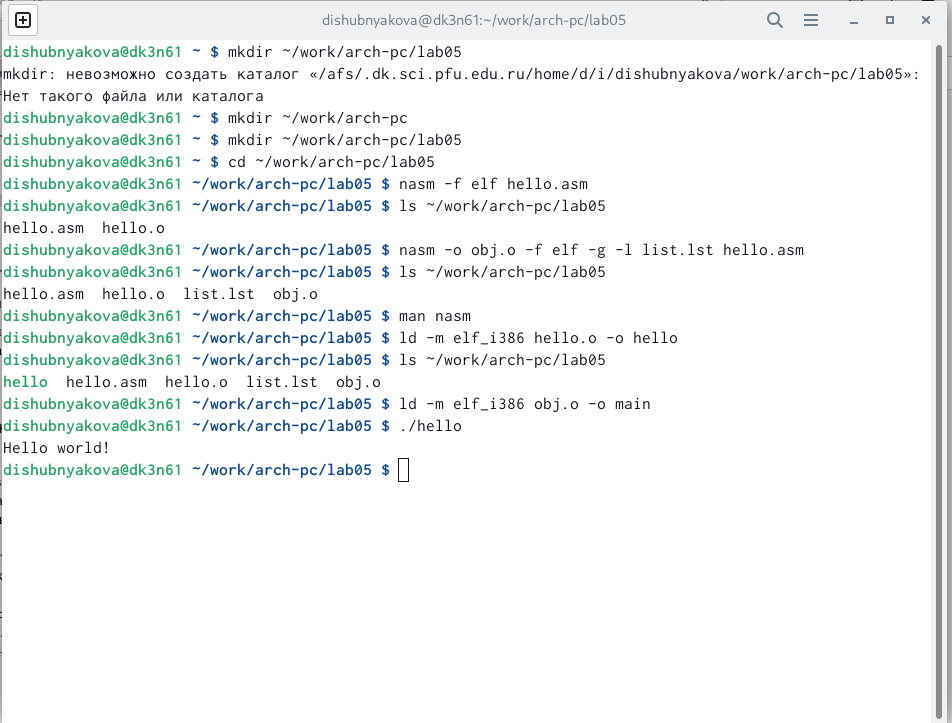 dishubnyakova@dk3n61:~/work/arch-pc/lab05
dishubnyakova@dk3n61 ~ $ mkdir ~/work/arch-pc/lab05
mkdir: невозможно создать каталог «/afs/.dk.sci.pfu.edu.ru/home/d/i/dishubnyakova/work/arch-pc/lab05»:
Нет такого файла или каталога
dishubnyakova@dk3n61 ~ $ mkdir ~/work/arch-pc
dishubnyakova@dk3n61 ~ $ mkdir ~/work/arch-pc/lab05
dishubnyakova@dk3n61 ~ $ cd ~/work/arch-pc/lab05
dishubnyakova@dk3n61 ~/work/arch-pc/lab05 $ nasm -f elf hello.asm
dishubnyakova@dk3n61 ~/work/arch-pc/lab05 $ ls ~/work/arch-pc/lab05
hello.asm  hello.o
dishubnyakova@dk3n61 ~/work/arch-pc/lab05 $ nasm -o obj.o -f elf -g -l list.lst hello.asm
dishubnyakova@dk3n61 ~/work/arch-pc/lab05 $ ls ~/work/arch-pc/lab05
hello.asm  hello.o  list.lst  obj.o
dishubnyakova@dk3n61 ~/work/arch-pc/lab05 $ man nasm
dishubnyakova@dk3n61 ~/work/arch-pc/lab05 $ ld -m elf_i386 hello.o -o hello
dishubnyakova@dk3n61 ~/work/arch-pc/lab05 $ ls ~/work/arch-pc/lab05
hello  hello.asm  hello.o  list.lst  obj.o
dishubnyakova@dk3n61 ~/work/arch-pc/lab05 $ ld -m elf_i386 obj.o -o main
dishubnyakova@dk3n61 ~/work/arch-pc/lab05 $ ./hello
Hello world!
dishubnyakova@dk3n61 ~/work/arch-pc/lab05 $